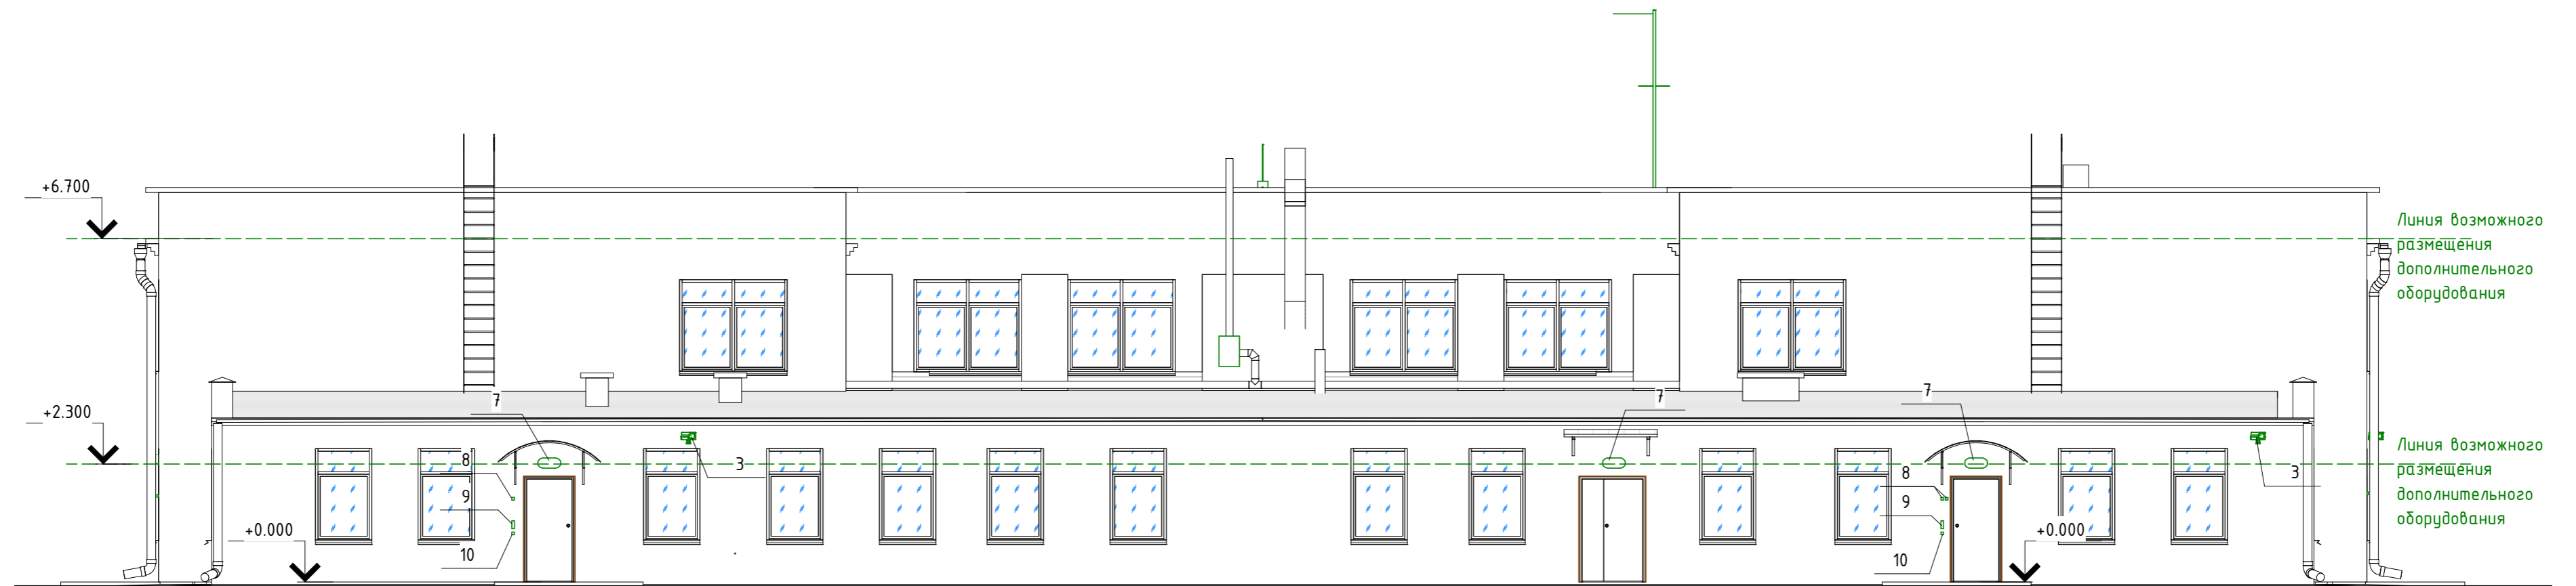 +6.700
Линия возможного
размещения
дополнительного
оборудования
7
7
7
+2.300
Линия возможного
размещения
дополнительного
оборудования
8
3
8
3
9
9
+0.000
+0.000
10
10